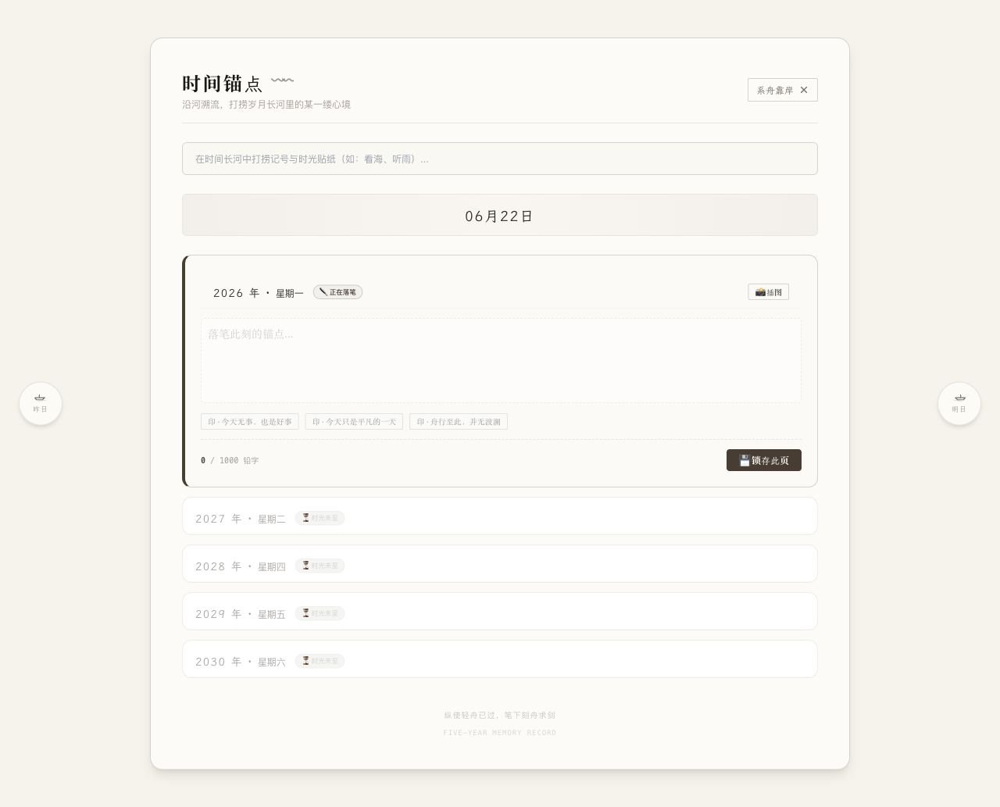 时间锚点
沿河溯流，打捞岁月长河里的某一缕心境
系舟靠岸 ✕
在时间长河中打捞记号与时光贴纸（如：看海、听雨）...
06月22日
2026 年 · 星期一 正在落笔
📸插图
落笔此刻的锚点...
昨日
明日
印·今天无事，也是好事
印·今天只是平凡的一天
印·舟行至此，并无波澜
0 / 1000 铅字
💾锁存此页
2027 年 · 星期二 ⏳时光未至
2028 年 · 星期四 ⏳时光未至
2029 年 · 星期五 ⏳时光未至
2030 年 · 星期六 ⏳时光未至
纵使轻舟已过，笔下刻舟求剑
FIVE—YEAR MEMORY RECORD